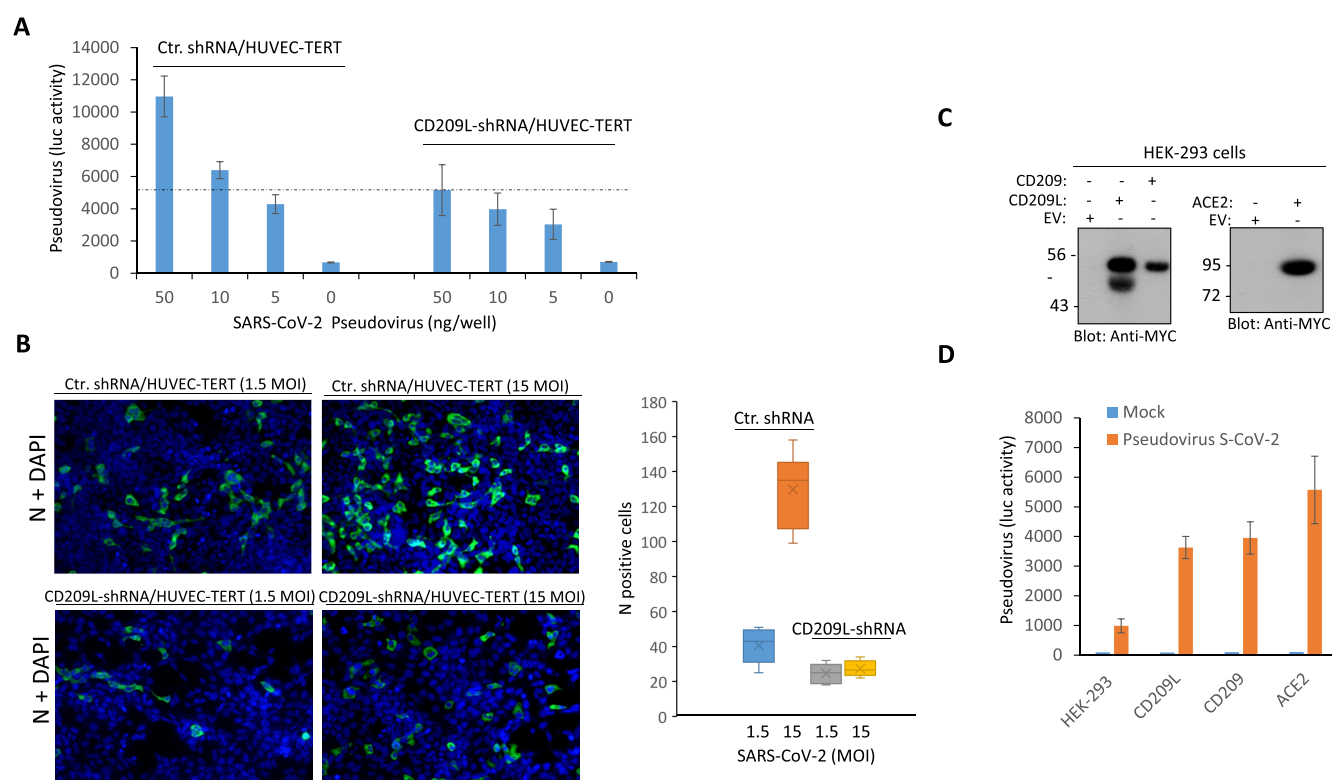 A
Ctr. shRNA/HUVEC-TERT
CD209L-shRNA/HUVEC-TERT
Pseudovirus (luc activity)
14000
12000
10000
8000
6000
4000
2000
0
50 10 5 0 50 10 5 0
SARS-CoV-2 Pseudovirus (ng/well)
B
Ctr. shRNA/HUVEC-TERT (1.5 MOI)
Ctr. shRNA/HUVEC-TERT (15 MOI)
N + DAPI
CD209L-shRNA/HUVEC-TERT (1.5 MOI)
CD209L-shRNA/HUVEC-TERT (15 MOI)
N + DAPI
N positive cells
180
160
140
120
100
80
60
40
20
0
Ctr. shRNA
CD209L-shRNA
1.5 15 1.5 15
SARS-CoV-2 (MOI)
C
HEK-293 cells
CD209: - - +
CD209L: - + -
EV: + - -
56 -
-
43 -
Blot: Anti-MYC
ACE2: - +
EV: + -
95 -
72 -
Blot: Anti-MYC
D
Mock
Pseudovirus S-CoV-2
Pseudovirus (luc activity)
8000
7000
6000
5000
4000
3000
2000
1000
0
HEK-293 CD209L CD209 ACE2